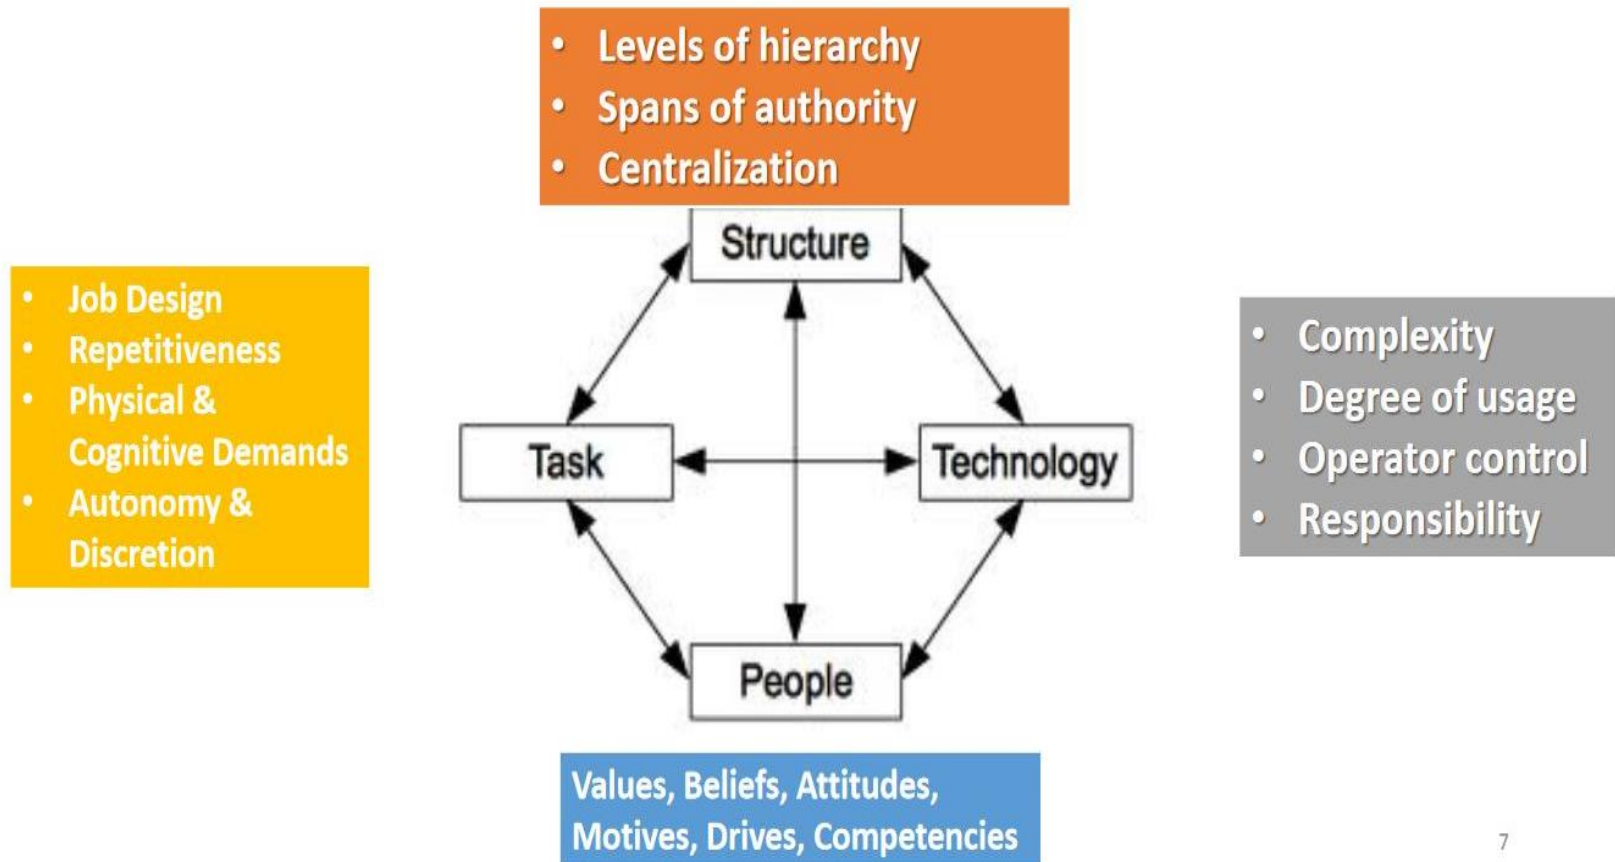 • Levels of hierarchy
• Spans of authority
• Centralization
Structure
• Job Design
• Repetitiveness
• Physical &
Cognitive Demands
• Autonomy &
Discretion
Task
Technology
• Complexity
• Degree of usage
• Operator control
• Responsibility
People
Values, Beliefs, Attitudes,
Motives, Drives, Competencies
7